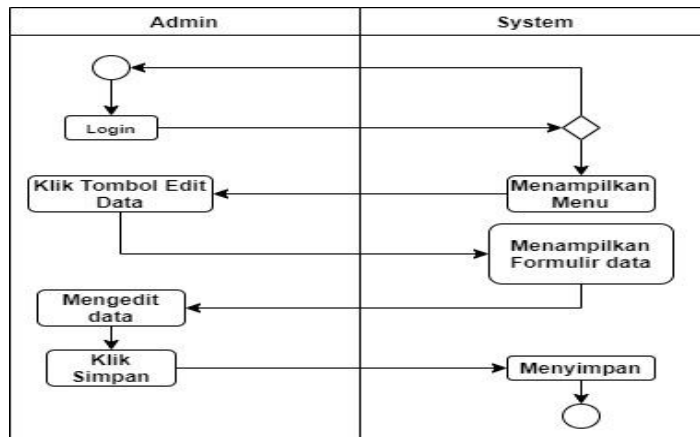 Admin
System
Login
Klik Tombol Edit
Data
Menampilkan
Menu
Menampilkan
Formulir data
Mengedit
data
Klik
Simpan
Menyimpan